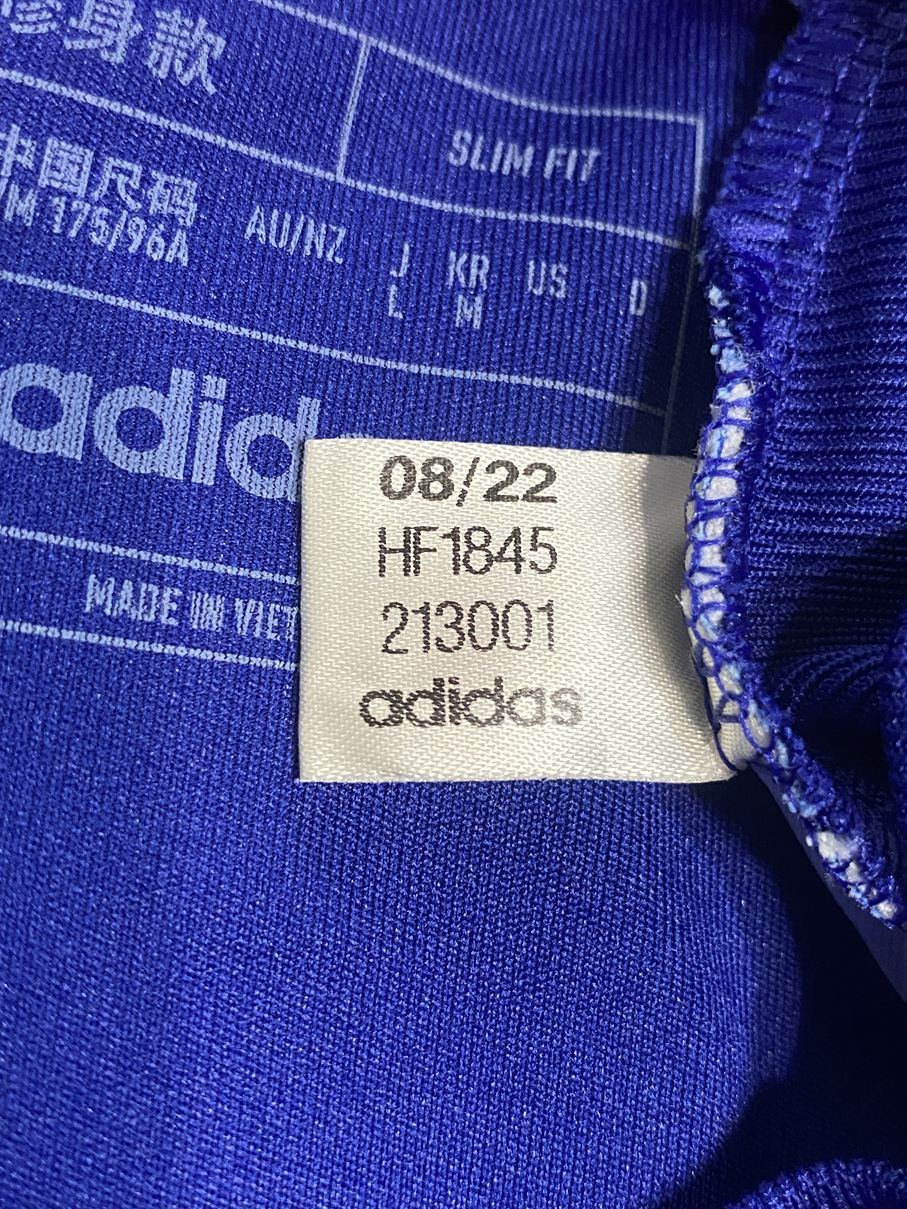 修身款
SLIM FIT
中国尺码
/M 175/96A
AU/NZ
J
L
KR
M
US
D
adid
MADE IN VIET
08/22
HF1845
213001
adidas